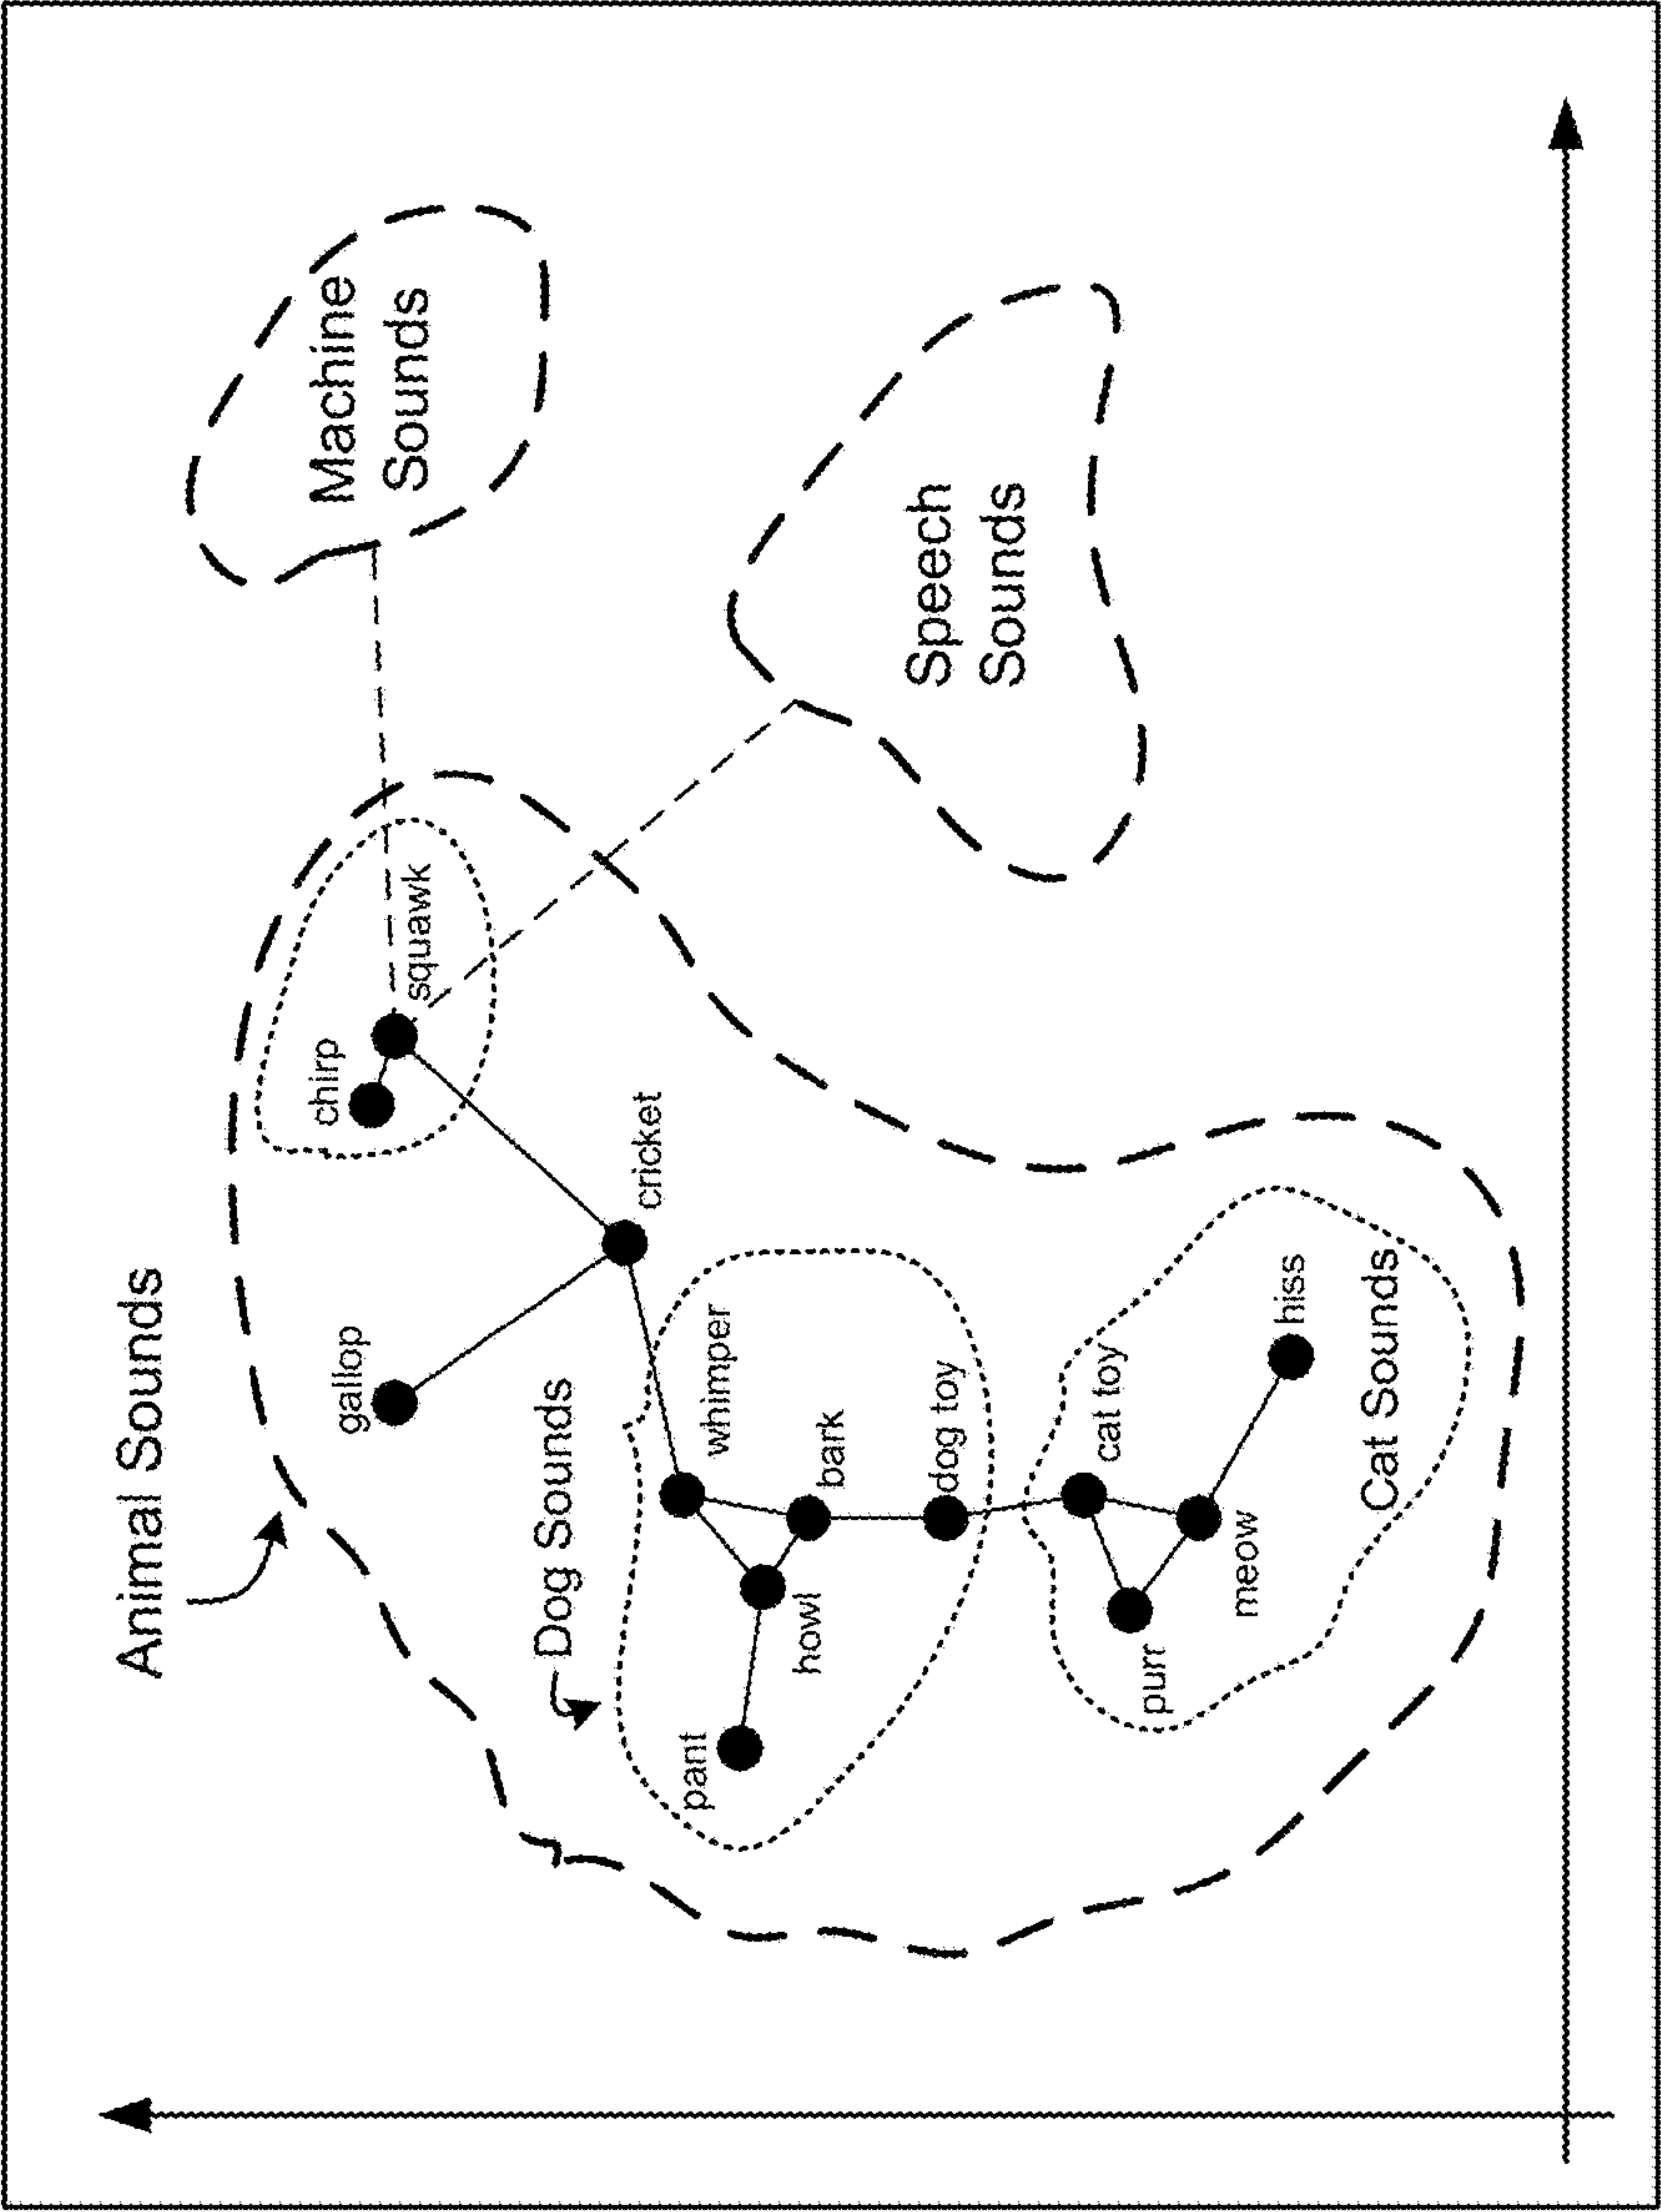 Animal Sounds
Machine
Sounds
gallop
chirp
squawk
Dog Sounds
cricket
whimper
pant
howl
bark
dog toy
Speech
Sounds
cat toy
purr
meow
hiss
Cat Sounds